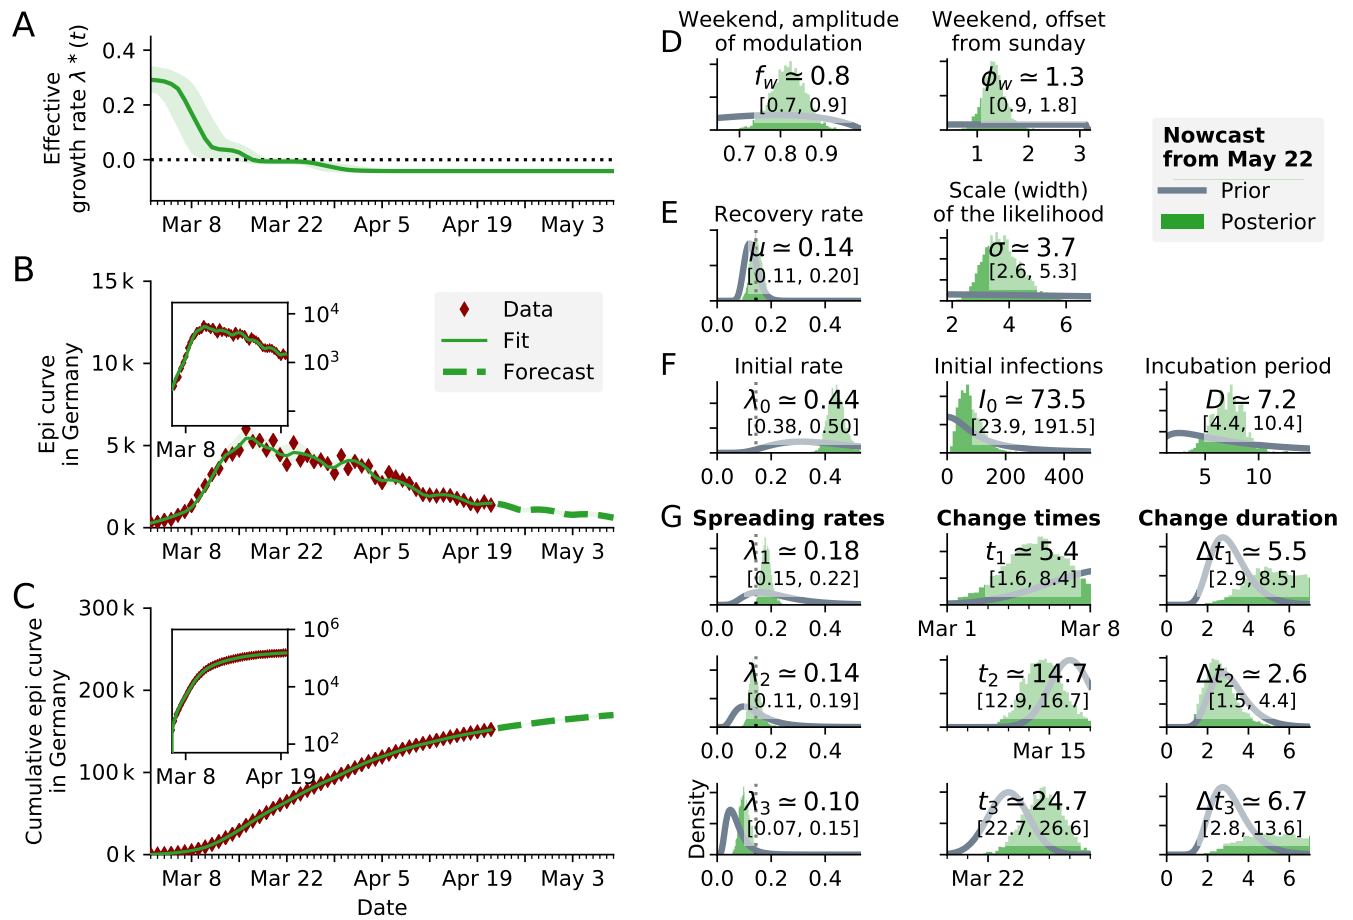 A
Effective
growth rate λ * (t)
0.4
0.2
0.0
Mar 8 Mar 22 Apr 5 Apr 19 May 3
B
Epi curve
in Germany
15 k
10 k
5 k
0 k
10⁴
10³
Mar 8
Data
Fit
Forecast
Mar 8 Mar 22 Apr 5 Apr 19 May 3
C
Cumulative epi curve
in Germany
300 k
200 k
100 k
0 k
10⁶
10⁴
10²
Mar 8 Apr 19
Mar 8 Mar 22 Apr 5 Apr 19 May 3
Date
D
Weekend, amplitude
of modulation
f_w ≃ 0.8
[0.7, 0.9]
0.7 0.8 0.9
Weekend, offset
from sunday
ϕ_w ≃ 1.3
[0.9, 1.8]
1 2 3
Nowcast
from May 22
Prior
Posterior
E
Recovery rate
μ ≃ 0.14
[0.11, 0.20]
0.0 0.2 0.4
Scale (width)
of the likelihood
σ ≃ 3.7
[2.6, 5.3]
2 4 6
F
Initial rate
λ₀ ≃ 0.44
[0.38, 0.50]
0.0 0.2 0.4
Initial infections
I₀ ≃ 73.5
[23.9, 191.5]
0 200 400
Incubation period
D ≃ 7.2
[4.4, 10.4]
5 10
G
Spreading rates
λ₁ ≃ 0.18
[0.15, 0.22]
0.0 0.2 0.4
Change times
t₁ ≃ 5.4
[1.6, 8.4]
Mar 1 Mar 8
Change duration
Δt₁ ≃ 5.5
[2.9, 8.5]
0 2 4 6
λ₂ ≃ 0.14
[0.11, 0.19]
0.0 0.2 0.4
t₂ ≃ 14.7
[12.9, 16.7]
Mar 15
Δt₂ ≃ 2.6
[1.5, 4.4]
0 2 4 6
Density
λ₃ ≃ 0.10
[0.07, 0.15]
0.0 0.2 0.4
t₃ ≃ 24.7
[22.7, 26.6]
Mar 22
Δt₃ ≃ 6.7
[2.8, 13.6]
0 2 4 6